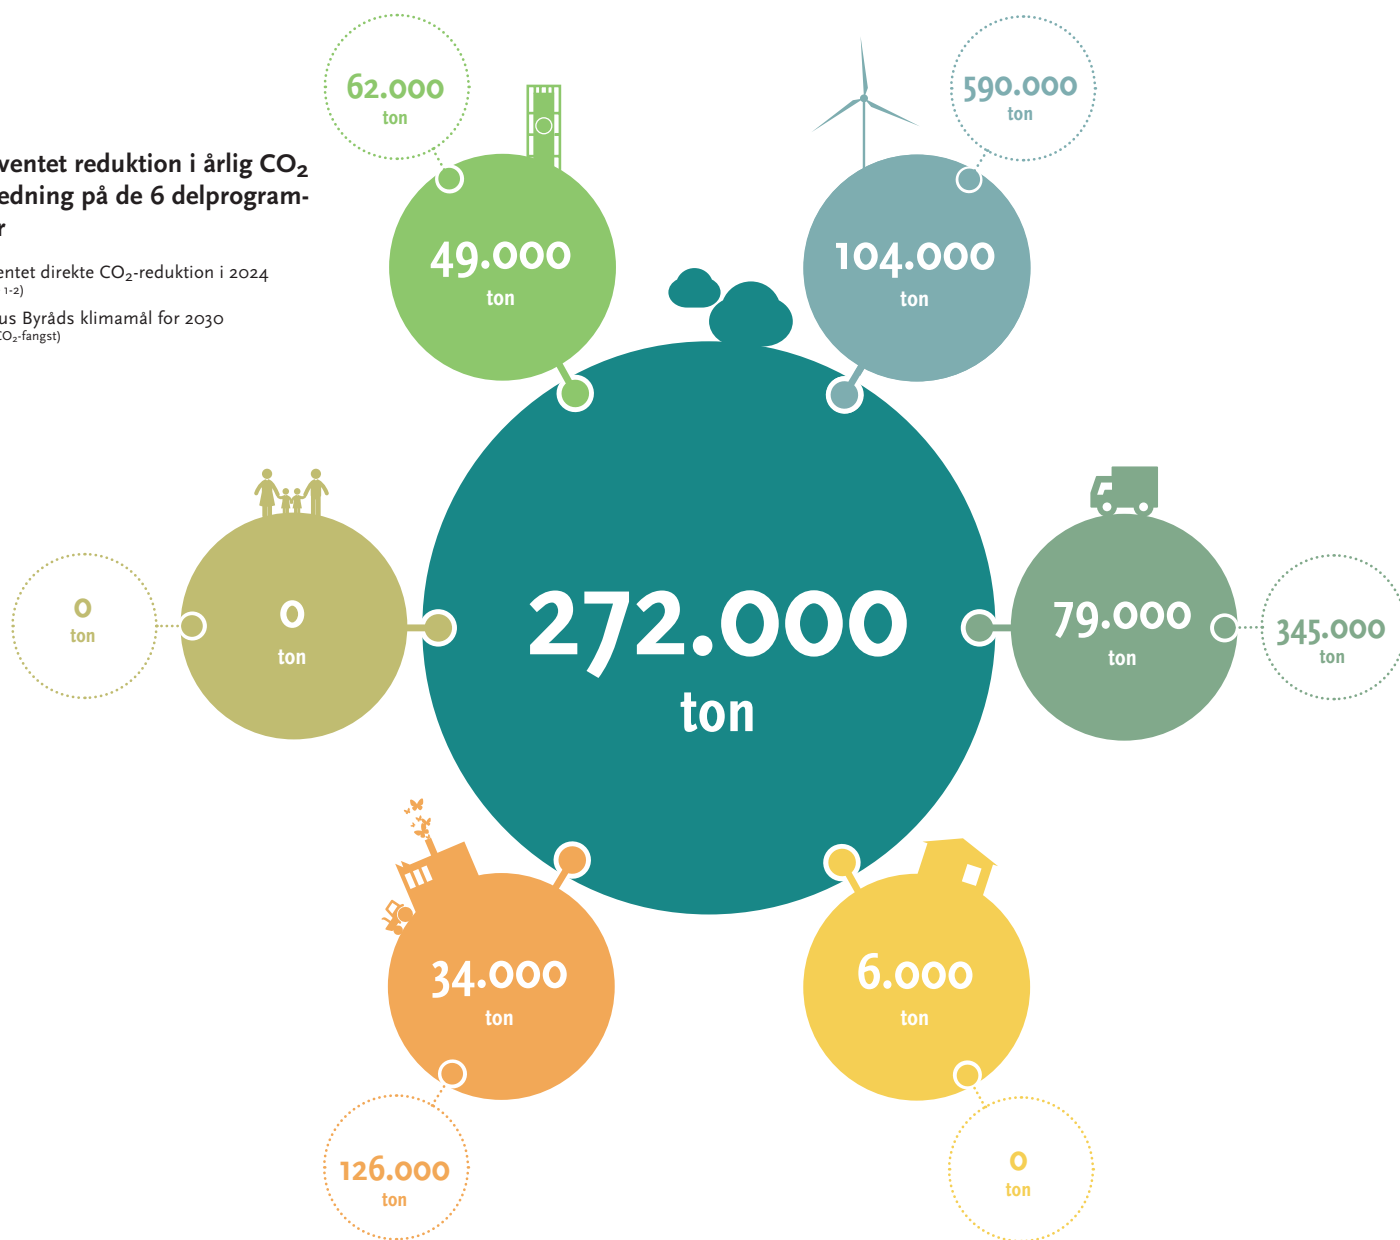 ventet reduktion i årlig CO₂
edning på de 6 delprogram-
r
entet direkte CO₂-reduktion i 2024
1-2)
us Byråds klimamål for 2030
CO₂-fangst)
62.000
ton
590.000
ton
49.000
ton
104.000
ton
0
ton
0
ton
272.000
ton
79.000
ton
345.000
ton
34.000
ton
6.000
ton
126.000
ton
0
ton